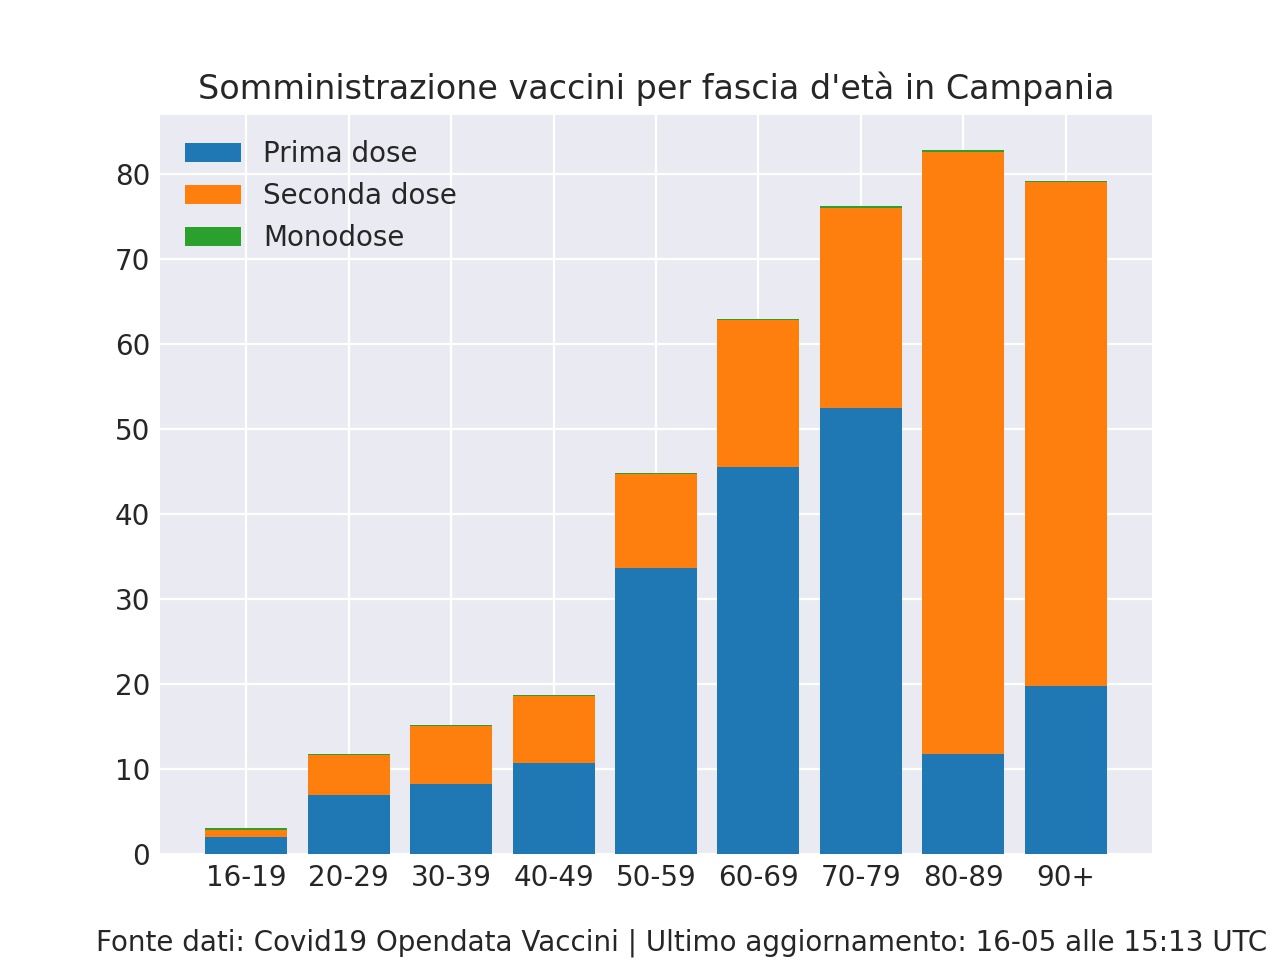 Somministrazione vaccini per fascia d'età in Campania
Prima dose
Seconda dose
Monodose
80
70
60
50
40
30
20
10
0
16-19 20-29 30-39 40-49 50-59 60-69 70-79 80-89 90+
Fonte dati: Covid19 Opendata Vaccini | Ultimo aggiornamento: 16-05 alle 15:13 UTC